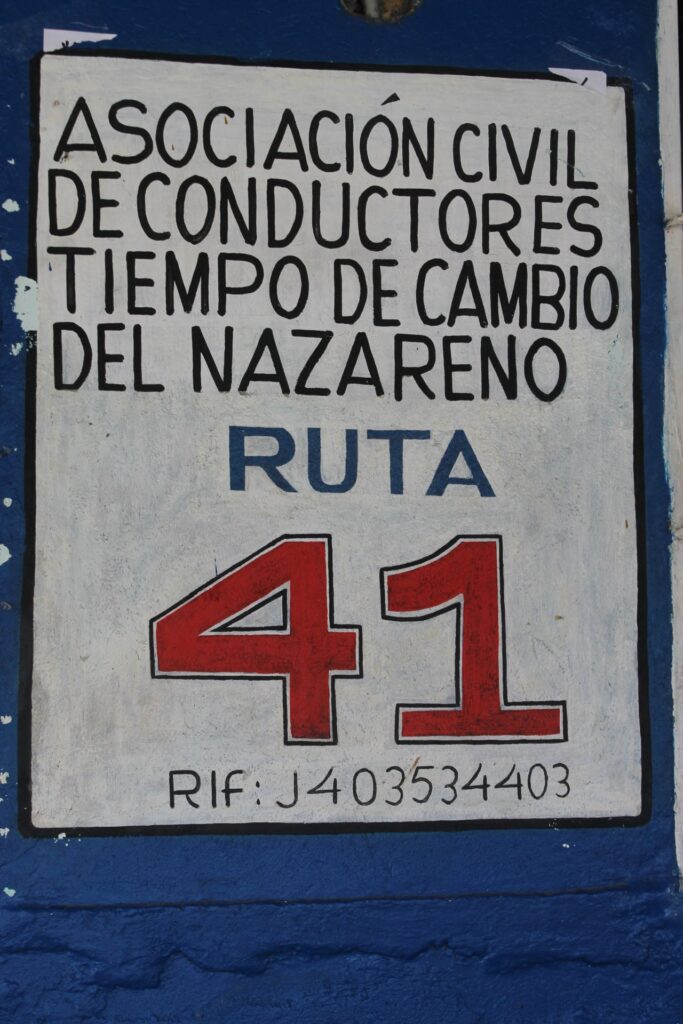 ASOCIACIÓN CIVIL
DE CONDUCTORES
TIEMPO DE CAMBIO
DEL NAZARENO
RUTA
41
RIf: J403534403